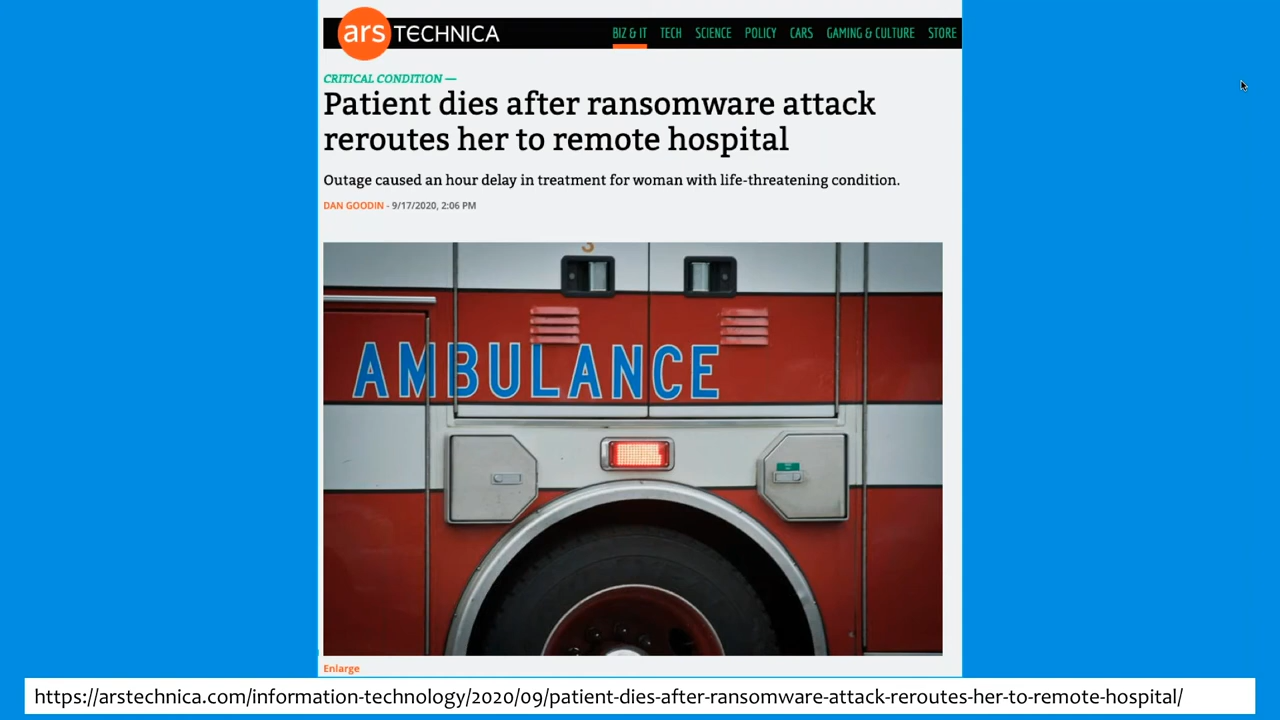 ars TECHNICA
BIZ & IT TECH SCIENCE POLICY CARS GAMING & CULTURE STORE
CRITICAL CONDITION —
Patient dies after ransomware attack
reroutes her to remote hospital
Outage caused an hour delay in treatment for woman with life-threatening condition.
DAN GOODIN - 9/17/2020, 2:06 PM
AMBULANCE
Enlarge
https://arstechnica.com/information-technology/2020/09/patient-dies-after-ransomware-attack-reroutes-her-to-remote-hospital/